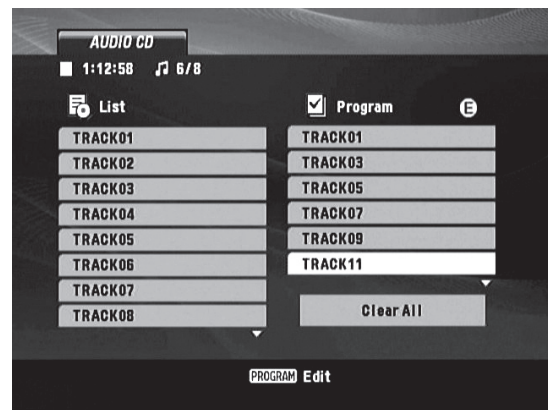 AUDIO CD
1:12:58 6/8
List
TRACK01
TRACK02
TRACK03
TRACK04
TRACK05
TRACK06
TRACK07
TRACK08
Program E
TRACK01
TRACK03
TRACK05
TRACK07
TRACK09
TRACK11
Clear All
PROGRAM Edit